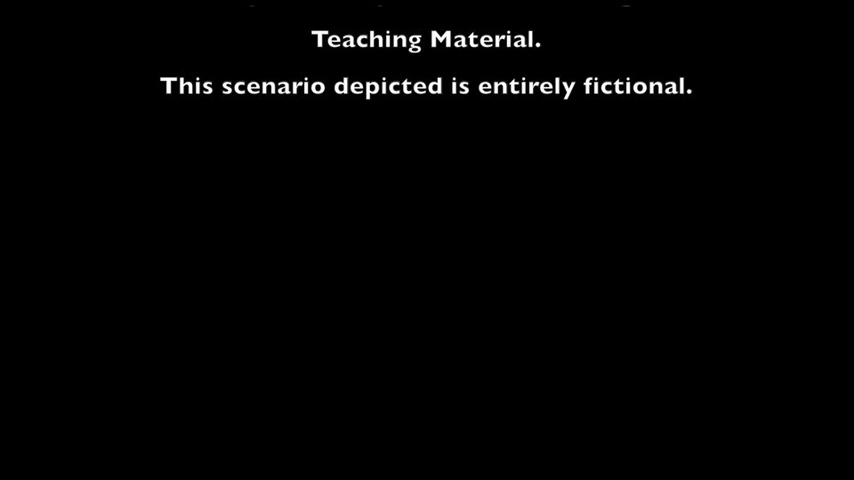 Teaching Material.
This scenario depicted is entirely fictional.